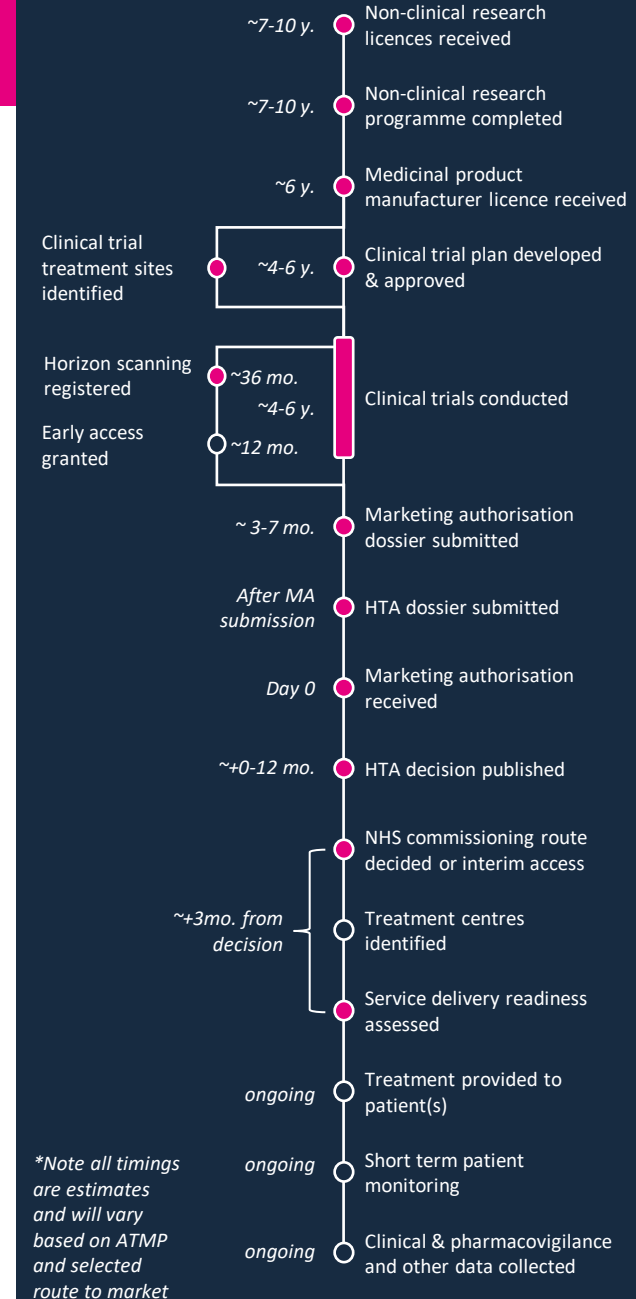 ~7-10 y.
Non-clinical research
licences received
~7-10 y.
Non-clinical research
programme completed
~6 y.
Medicinal product
manufacturer licence received
Clinical trial
treatment sites
identified
~4-6 y.
Clinical trial plan developed
& approved
Horizon scanning
registered
~36 mo.
~4-6 y.
Clinical trials conducted
Early access
granted
~12 mo.
~ 3-7 mo.
Marketing authorisation
dossier submitted
After MA
submission
HTA dossier submitted
Day 0
Marketing authorisation
received
~+0-12 mo.
HTA decision published
NHS commissioning route
decided or interim access
~+3mo. from
decision
Treatment centres
identified
Service delivery readiness
assessed
ongoing
Treatment provided to
patient(s)
ongoing
Short term patient
monitoring
ongoing
Clinical & pharmacovigilance
and other data collected
*Note all timings
are estimates
and will vary
based on ATMP
and selected
route to market